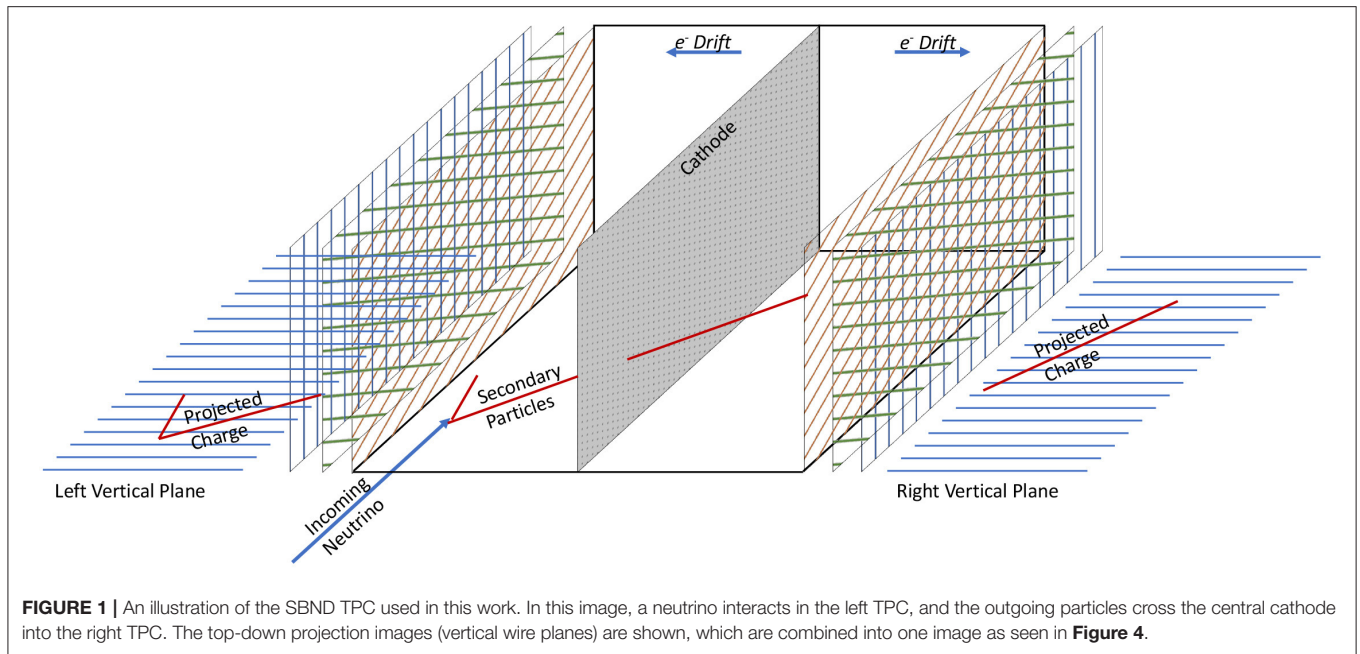 e- Drift
e- Drift
Cathode
Secondary
Particles
Projected
Charge
Projected
Charge
Left Vertical Plane
Right Vertical Plane
Incoming
Neutrino
FIGURE 1 | An illustration of the SBND TPC used in this work. In this image, a neutrino interacts in the left TPC, and the outgoing particles cross the central cathode
into the right TPC. The top-down projection images (vertical wire planes) are shown, which are combined into one image as seen in Figure 4.